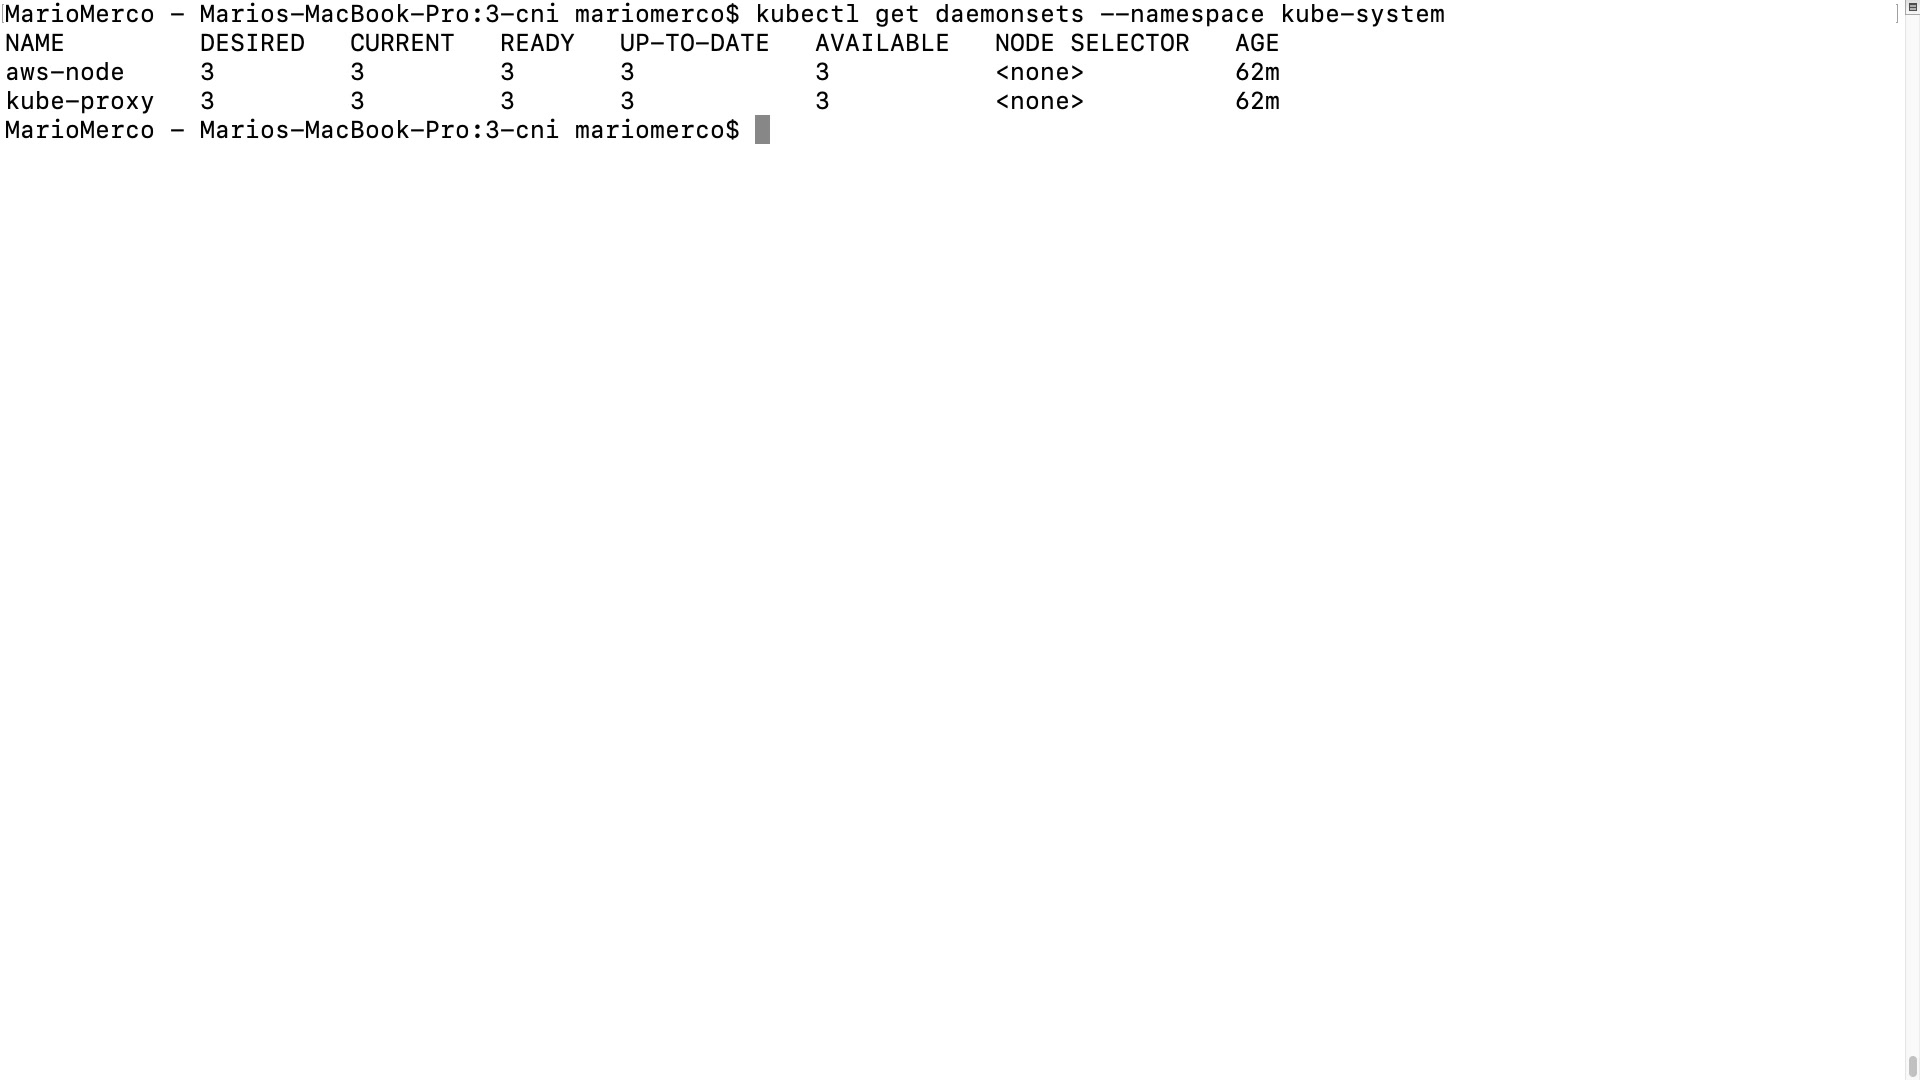 MarioMerco - Marios-MacBook-Pro:3-cni mariomerco$ kubectl get daemonsets --namespace kube-system
NAME         DESIRED   CURRENT   READY   UP-TO-DATE   AVAILABLE   NODE SELECTOR   AGE
aws-node     3         3         3       3            3           <none>          62m
kube-proxy   3         3         3       3            3           <none>          62m
MarioMerco - Marios-MacBook-Pro:3-cni mariomerco$